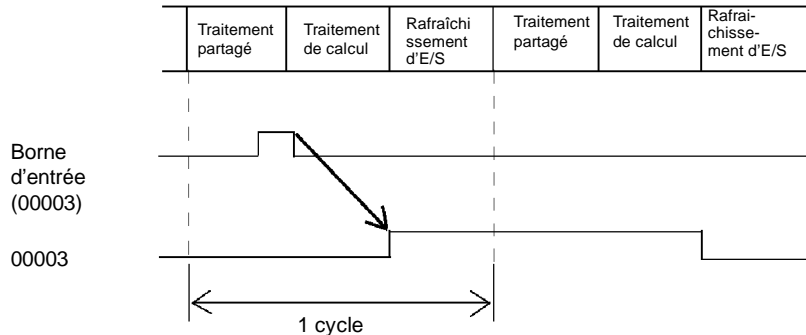 Traitement
partagé
Traitement
de calcul
Rafraîchi
ssement
d'E/S
Traitement
partagé
Traitement
de calcul
Rafrai-
chisse-
ment d'E/S
Borne
d'entrée
(00003)
00003
1 cycle